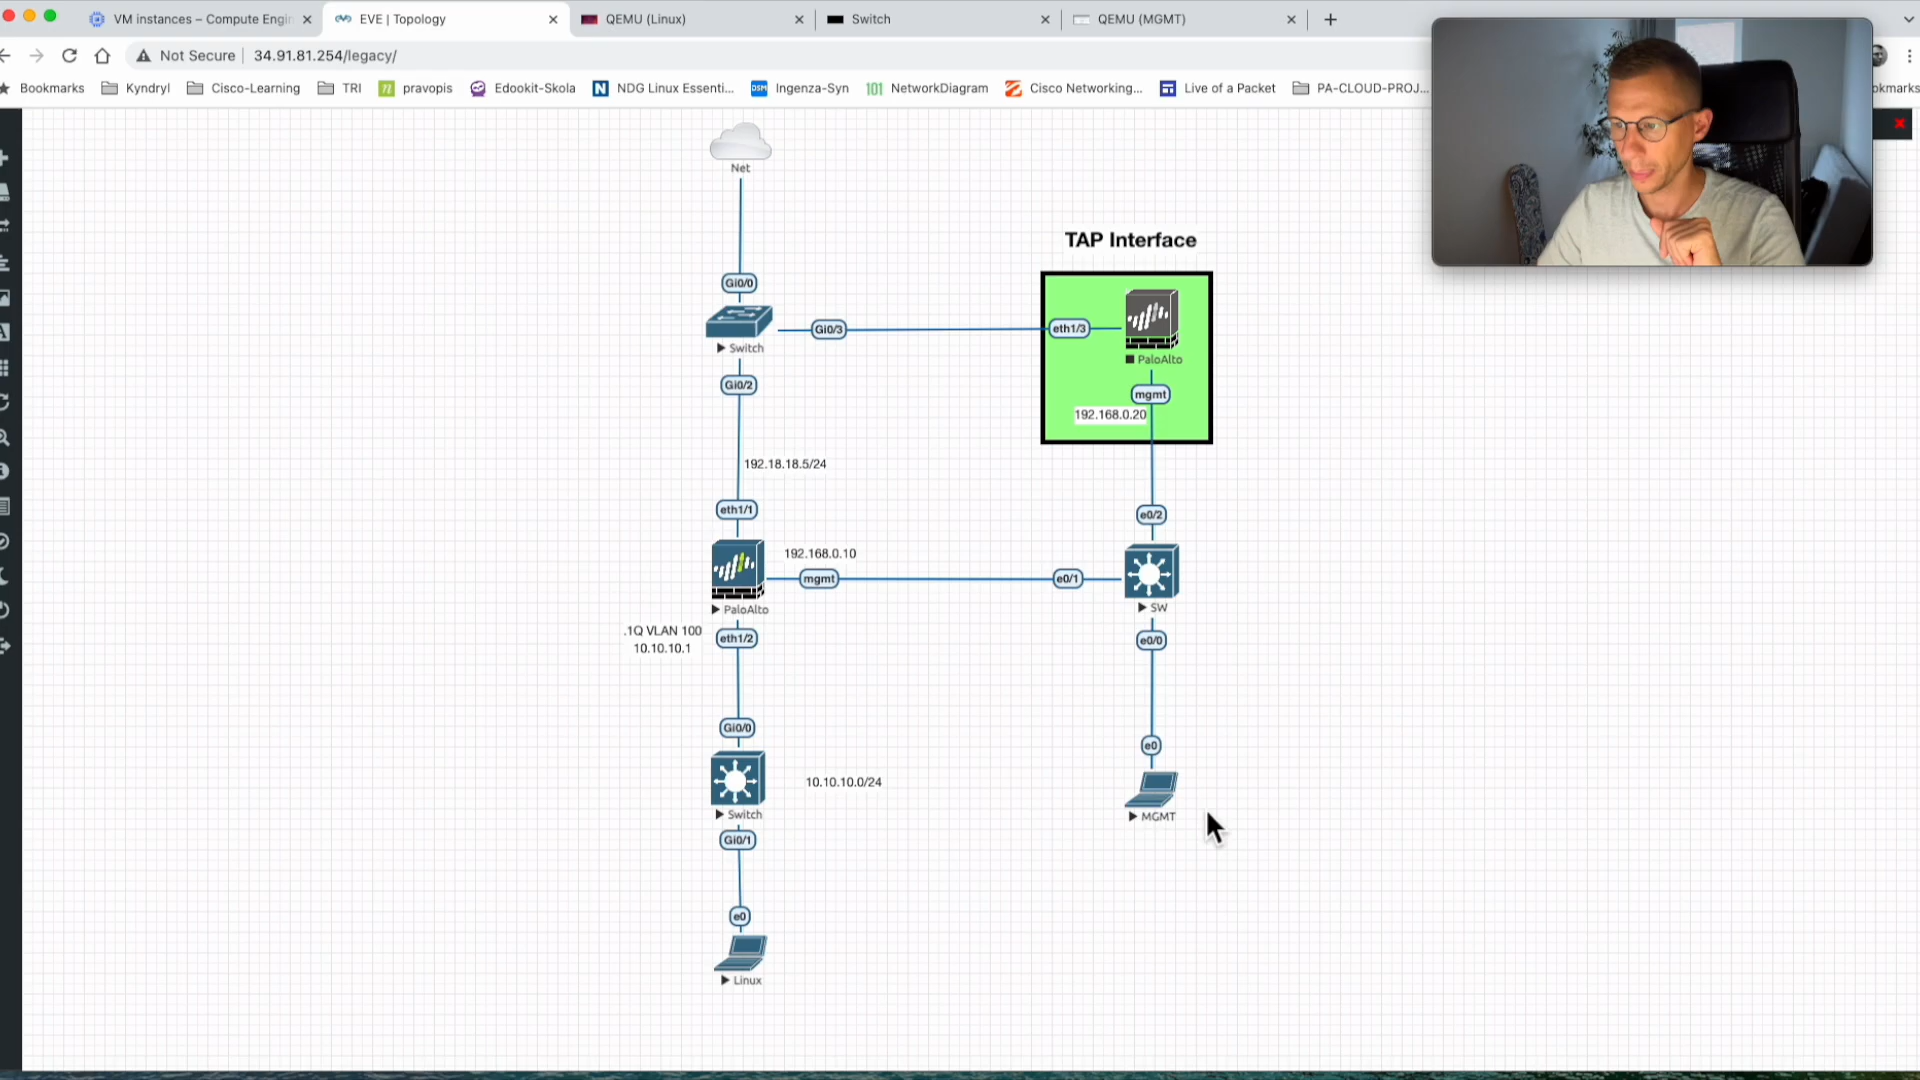 VM instances – Compute Engin
EVE | Topology
QEMU (Linux)
Switch
QEMU (MGMT)
Not Secure
34.91.81.254/legacy/
Bookmarks
Kyndryl
Cisco-Learning
TRI
pravopis
Edookit-Skola
NDG Linux Essenti...
DSM
Ingenza-Syn
101
NetworkDiagram
Cisco Networking...
Live of a Packet
PA-CLOUD-PROJ...
okmarks
Net
TAP Interface
Gi0/0
Gi0/3
eth1/3
Switch
PaloAlto
Gi0/2
mgmt
192.168.0.20
192.18.18.5/24
eth1/1
e0/2
192.168.0.10
mgmt
e0/1
PaloAlto
SW
.1Q VLAN 100
10.10.10.1
eth1/2
e0/0
Gi0/0
e0
10.10.10.0/24
Switch
MGMT
Gi0/1
e0
Linux